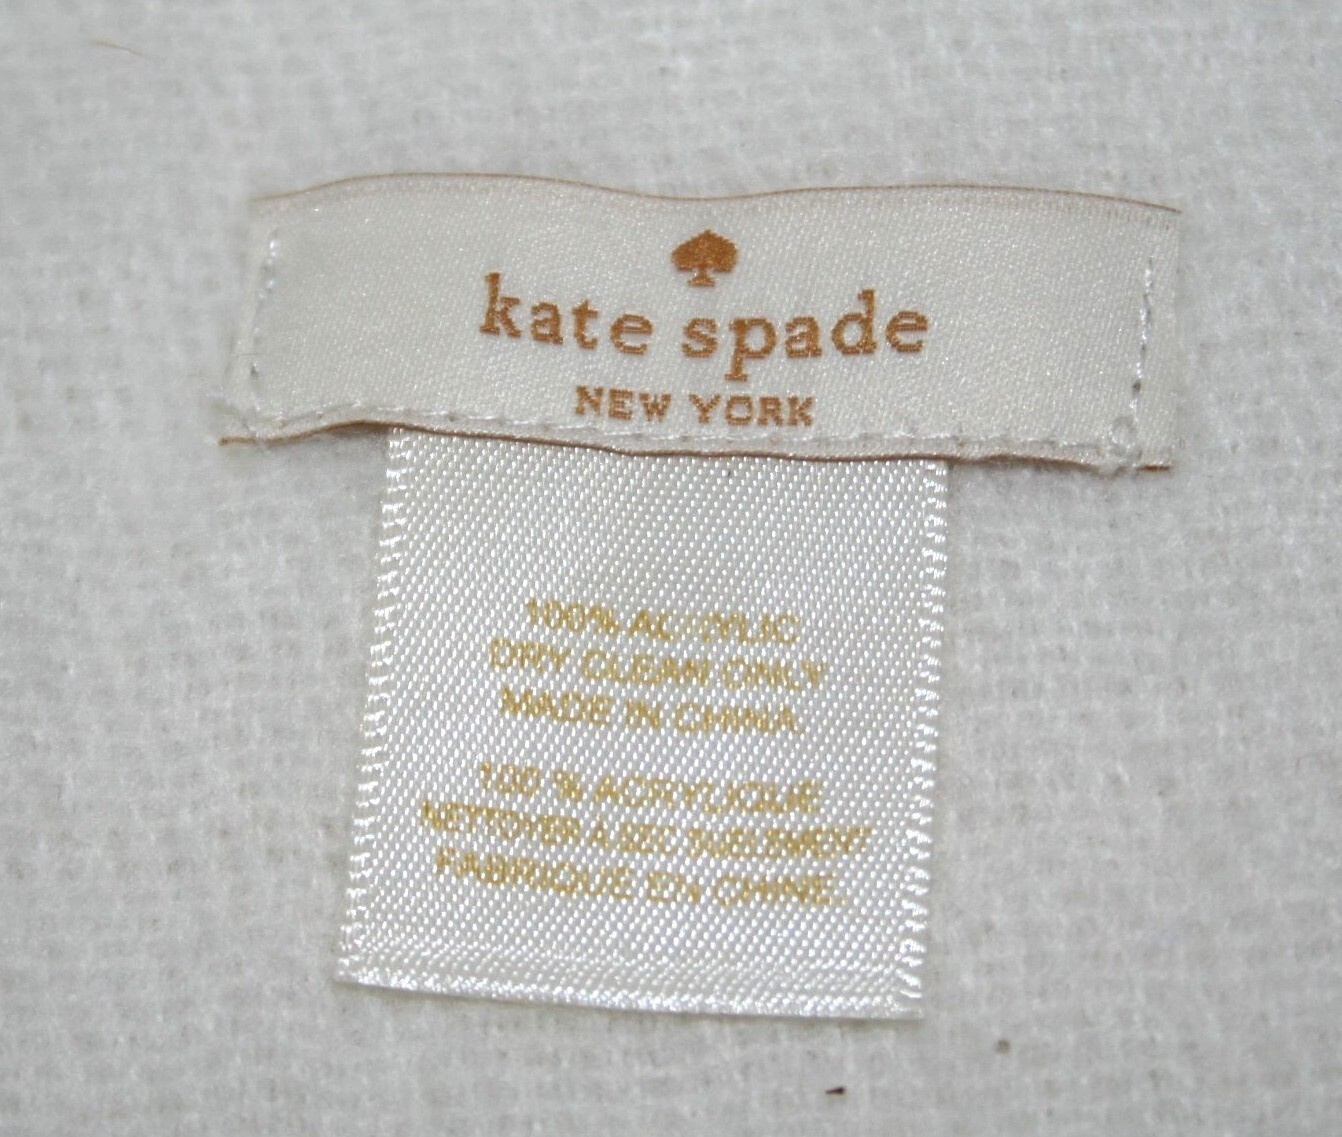 kate spade
NEW YORK
100% ACRYLIC
DRY CLEAN ONLY
MADE IN CHINA
100 % ACRYLIQUE
NETTOYER À SEC SUELEMENT
FABRIQUE EN CHINE.